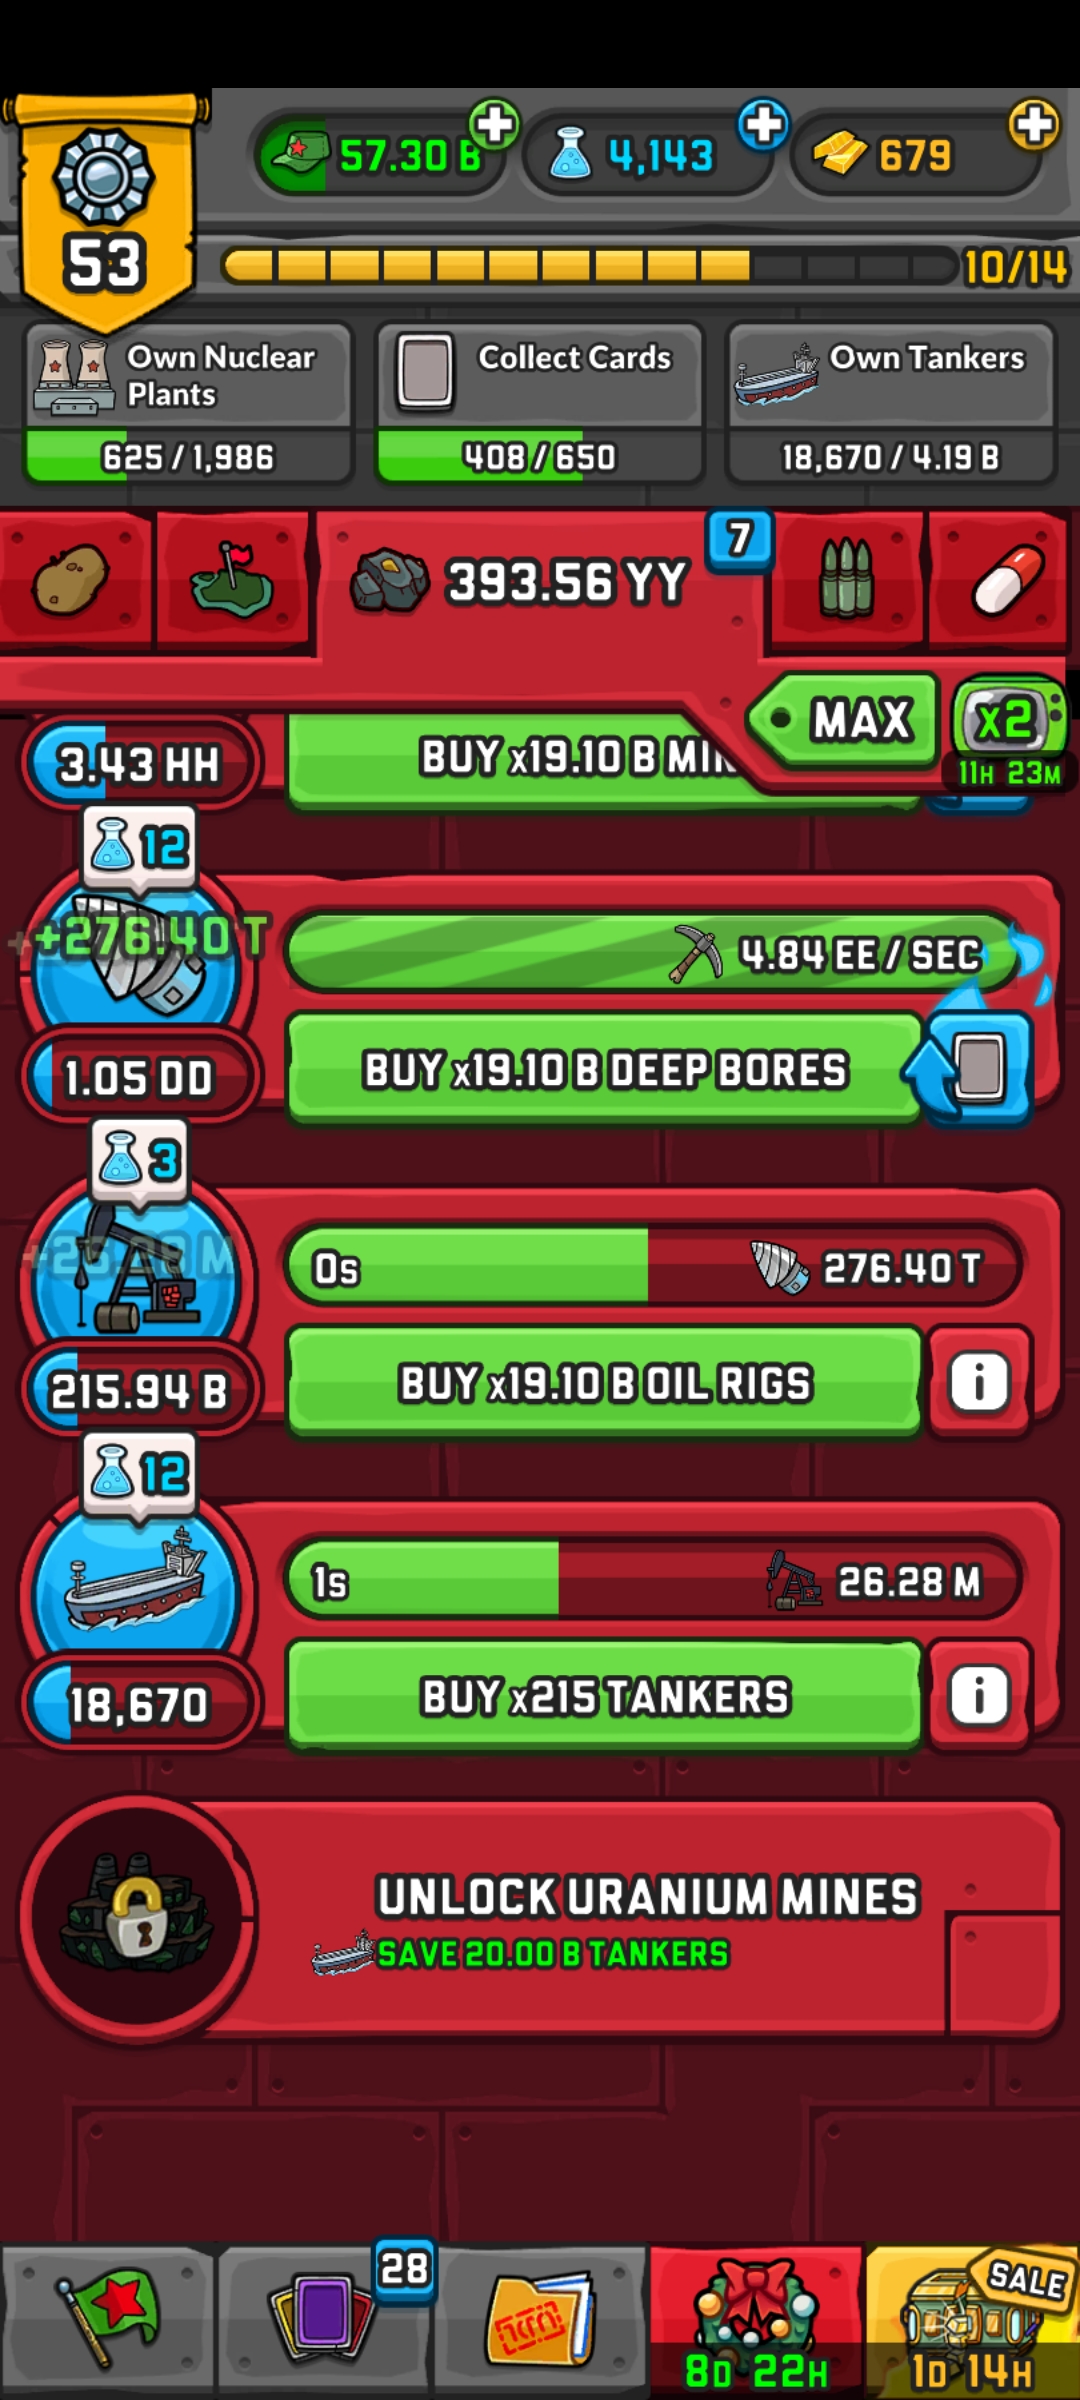 57.30 B
4,143
679
53
10/14
Own Nuclear
Plants
625 / 1,986
Collect Cards
408 / 650
Own Tankers
18,670 / 4.19 B
393.56 YY
7
MAX
x2
11H 23M
3.43 HH
BUY x19.10 B
12
+276.40 T
4.84 EE / SEC
1.05 DD
BUY x19.10 B DEEP BORES
3
+26.28 M
0s
276.40 T
215.94 B
BUY x19.10 B OIL RIGS
i
12
1s
26.28 M
18,670
BUY x215 TANKERS
i
UNLOCK URANIUM MINES
SAVE 20.00 B TANKERS
28
8D 22H
SALE
1D 14H